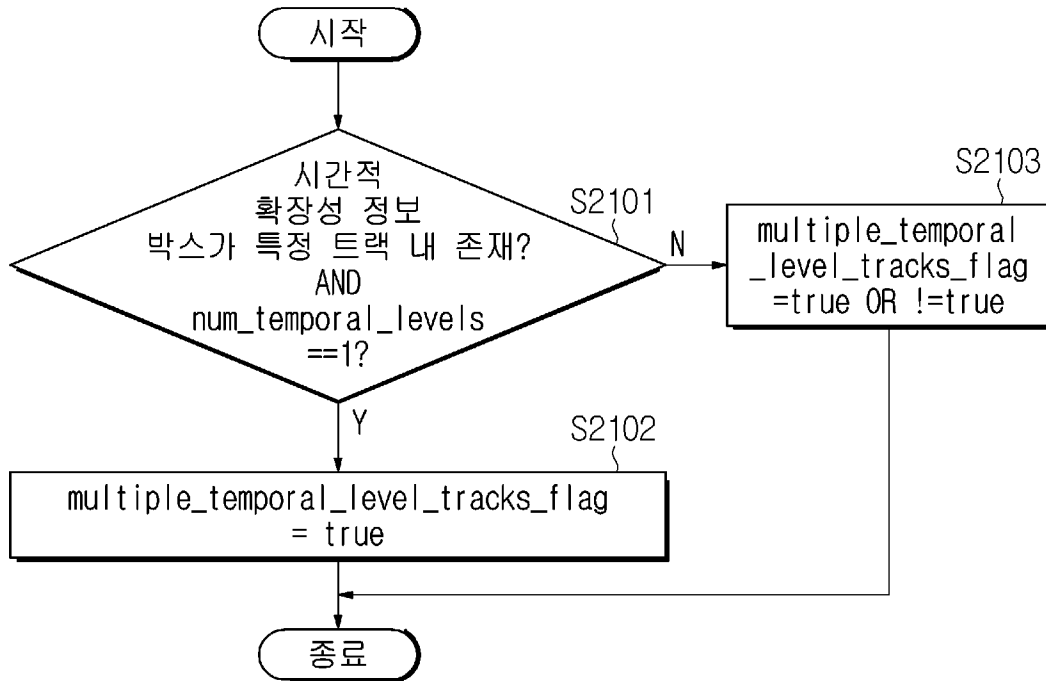 시작
시간적
확장성 정보
박스가 특정 트랙 내 존재?
AND
num_temporal_levels
==1?
S2101
N
S2103
multiple_temporal
_level_tracks_flag
=true OR !=true
Y
S2102
multiple_temporal_level_tracks_flag
= true
종료